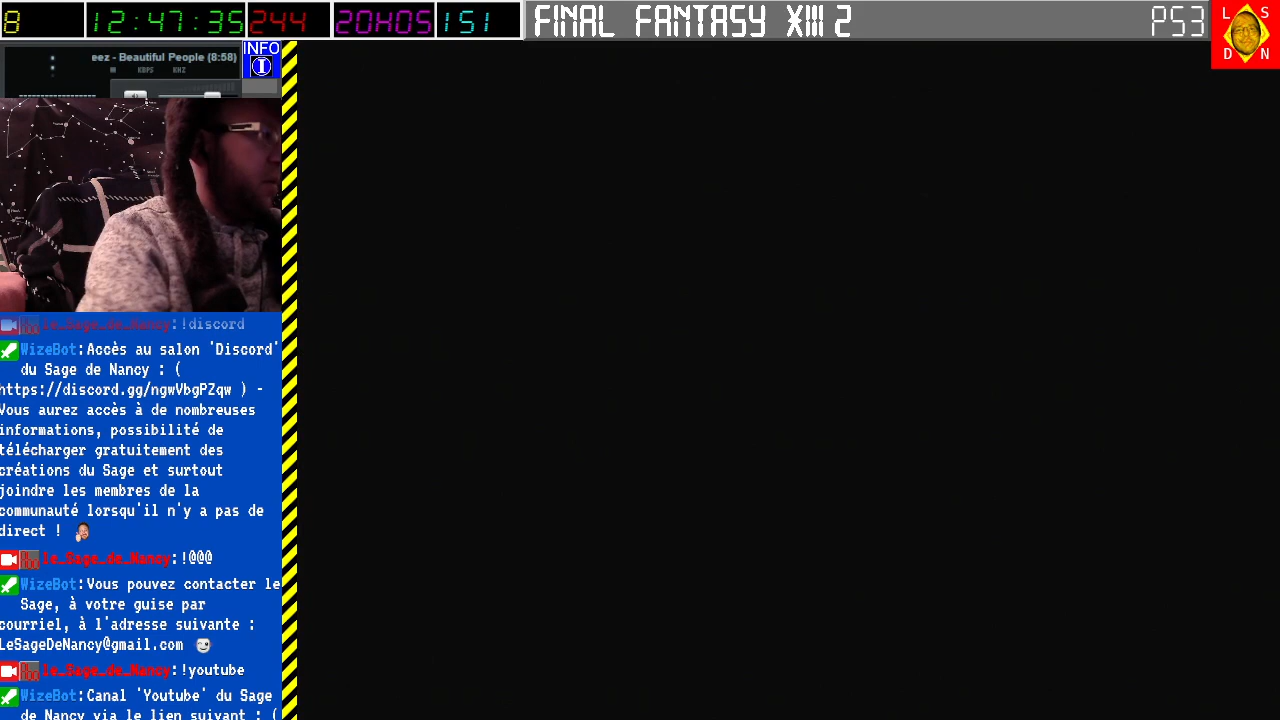 8 12:47:35 244 20H05 151 FINAL FANTASY XIII 2 PS3
L S
D N
INFO
eez - Beautiful People (8:58)
KBPS KHZ
le_Sage_de_Nancy:!discord
WizeBot:Accès au salon 'Discord'
du Sage de Nancy : (
https://discord.gg/ngwVbgPZqw ) -
Vous aurez accès à de nombreuses
informations, possibilité de
télécharger gratuitement des
créations du Sage et surtout
joindre les membres de la
communauté lorsqu'il n'y a pas de
direct !
le_Sage_de_Nancy:!@@@
WizeBot:Vous pouvez contacter le
Sage, à votre guise par
courriel, à l'adresse suivante :
LeSageDeNancy@gmail.com
le_Sage_de_Nancy:!youtube
WizeBot:Canal 'Youtube' du Sage
de Nancy via le lien suivant : (